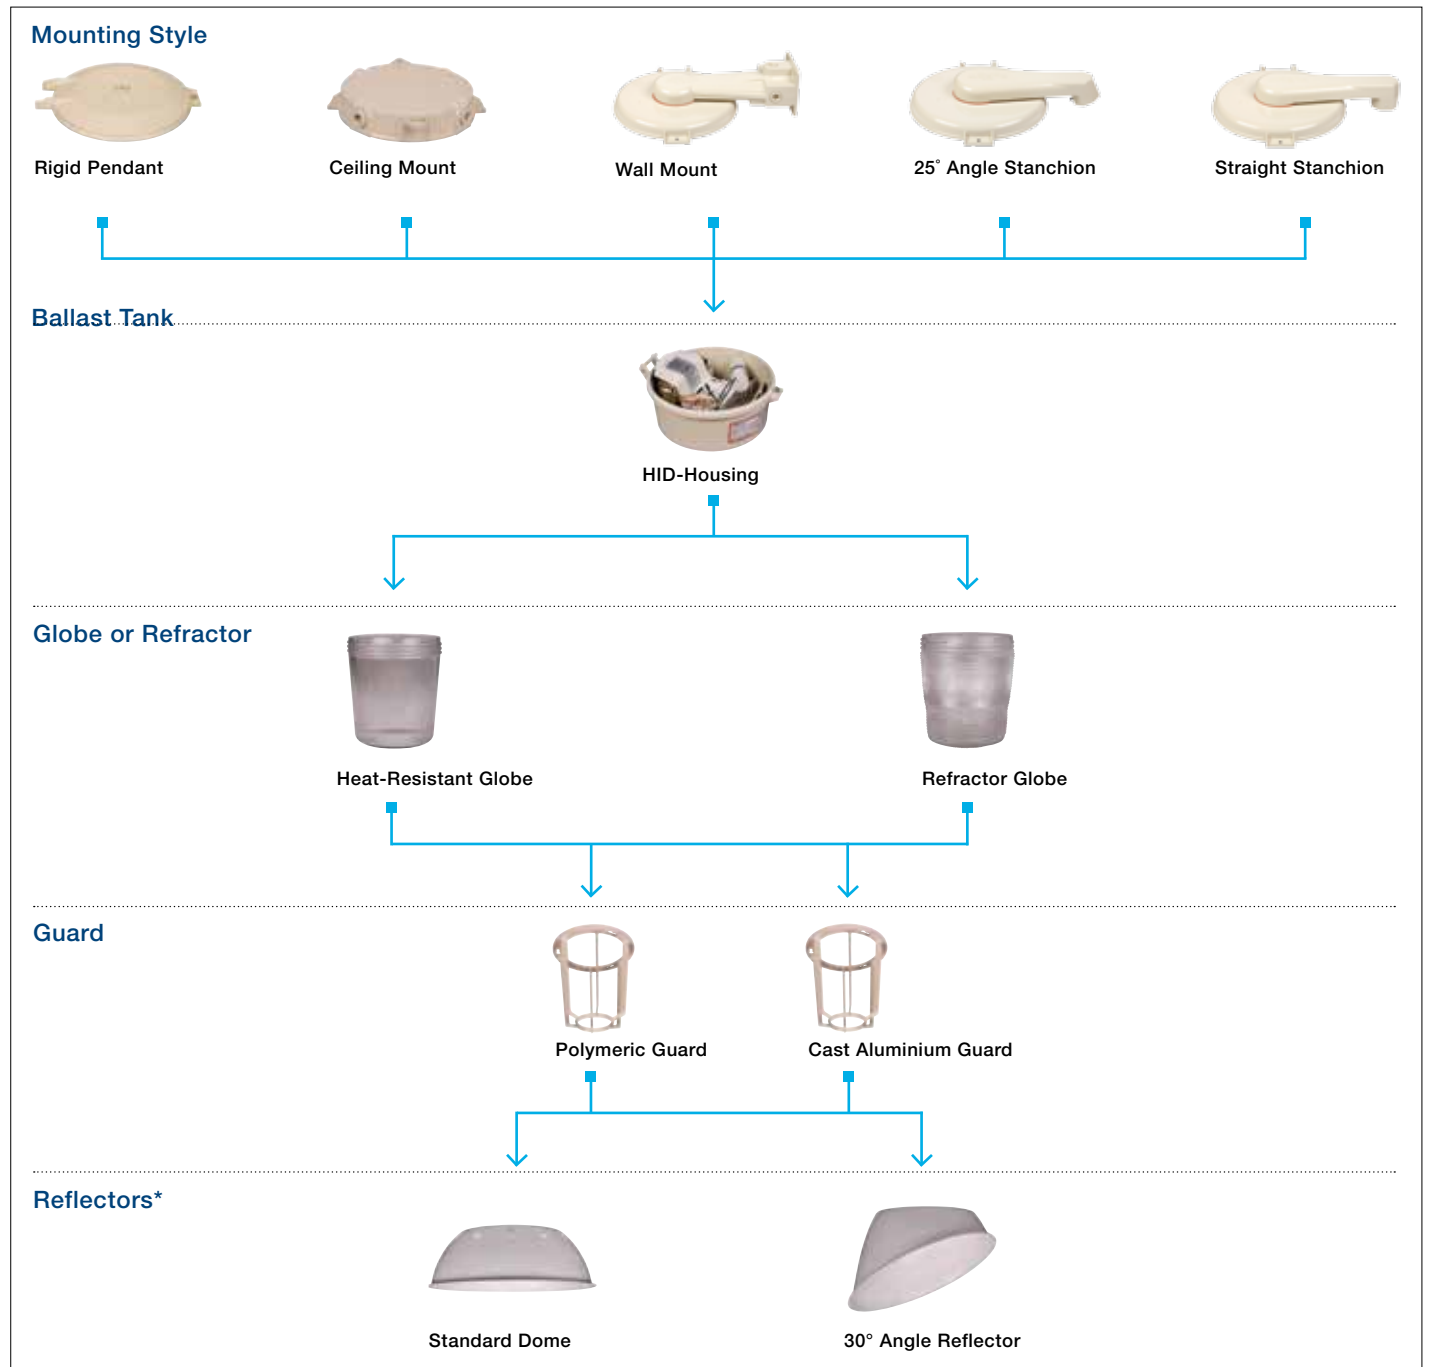 Mounting Style
Rigid Pendant
Ceiling Mount
Wall Mount
25° Angle Stanchion
Straight Stanchion
Ballast Tank
HID-Housing
Globe or Refractor
Heat-Resistant Globe
Refractor Globe
Guard
Polymeric Guard
Cast Aluminium Guard
Reflectors*
Standard Dome
30° Angle Reflector